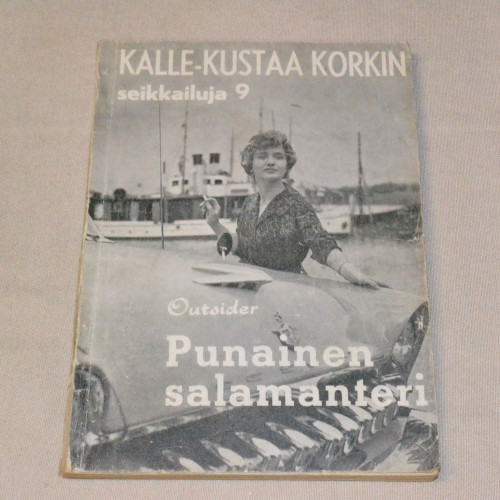 KALLE-KUSTAA KORKIN
seikkailuja 9
Outsider
Punainen
salamanteri